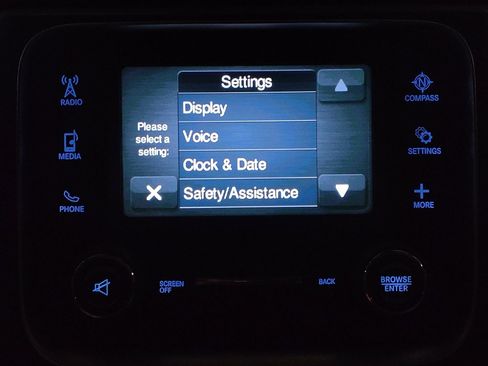 Settings
Display
Please
select a
setting:
Voice
Clock & Date
Safety/Assistance
RADIO
MEDIA
PHONE
N
COMPASS
SETTINGS
MORE
SCREEN
OFF
BACK
BROWSE
ENTER